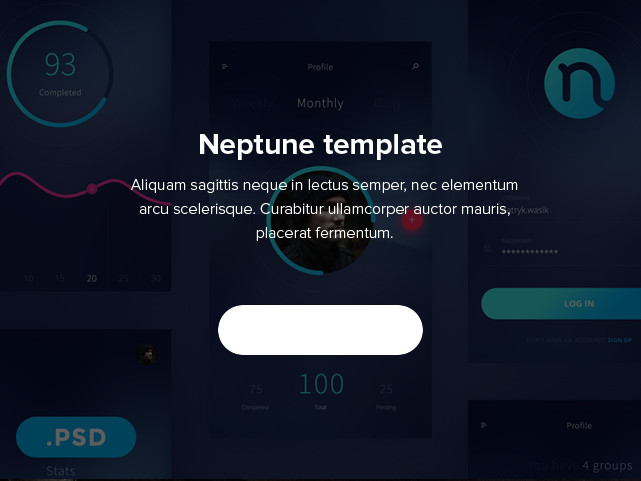 93
Completed
Profile
Monthly
Neptune template
Aliquam sagittis neque in lectus semper, nec elementum
arcu scelerisque. Curabitur ullamcorper auctor mauris,
placerat fermentum.
LOG IN
SIGN UP
10 15 20 25 30
75 100 25
Completed Total Pending
.PSD
Stats
Profile
You have 4 groups